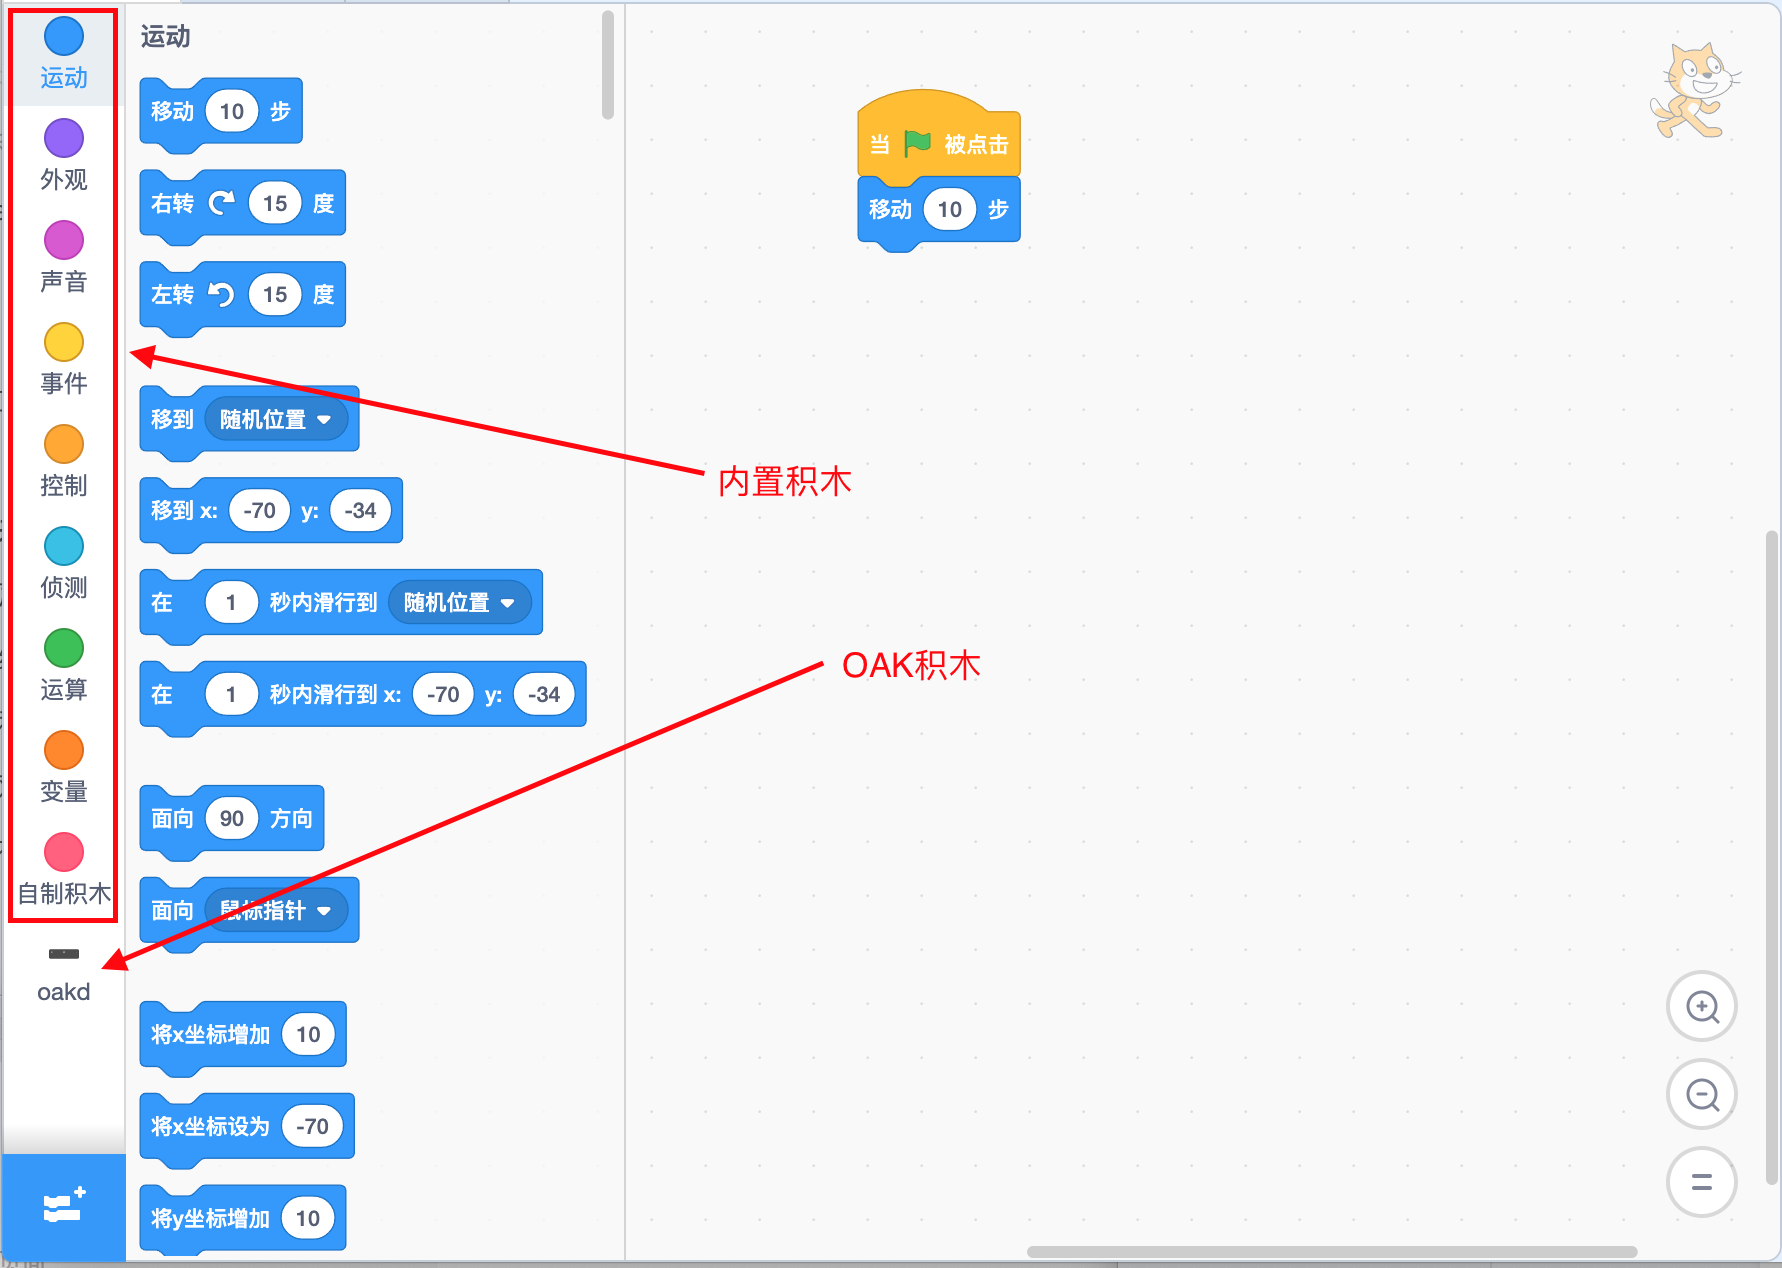 运动
外观
声音
事件
控制
侦测
运算
变量
自制积木
oakd
运动
移动 10 步
右转 15 度
左转 15 度
移到 随机位置
移到 x: -70 y: -34
在 1 秒内滑行到 随机位置
在 1 秒内滑行到 x: -70 y: -34
面向 90 方向
面向 鼠标指针
将x坐标增加 10
将x坐标设为 -70
将y坐标增加 10
当 被点击
移动 10 步
内置积木
OAK积木